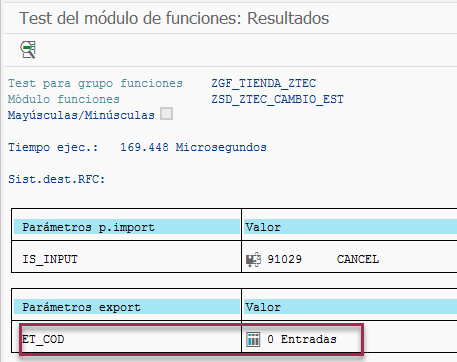 Test del módulo de funciones: Resultados
Test para grupo funciones ZGF_TIENDA_ZTEC
Módulo funciones ZSD_ZTEC_CAMBIO_EST
Mayúsculas/Minúsculas
Tiempo ejec.: 169.448 Microsegundos
Sist.dest.RFC:
Parámetros p.import Valor
IS_INPUT 91029 CANCEL
Parámetros export Valor
ET_COD 0 Entradas